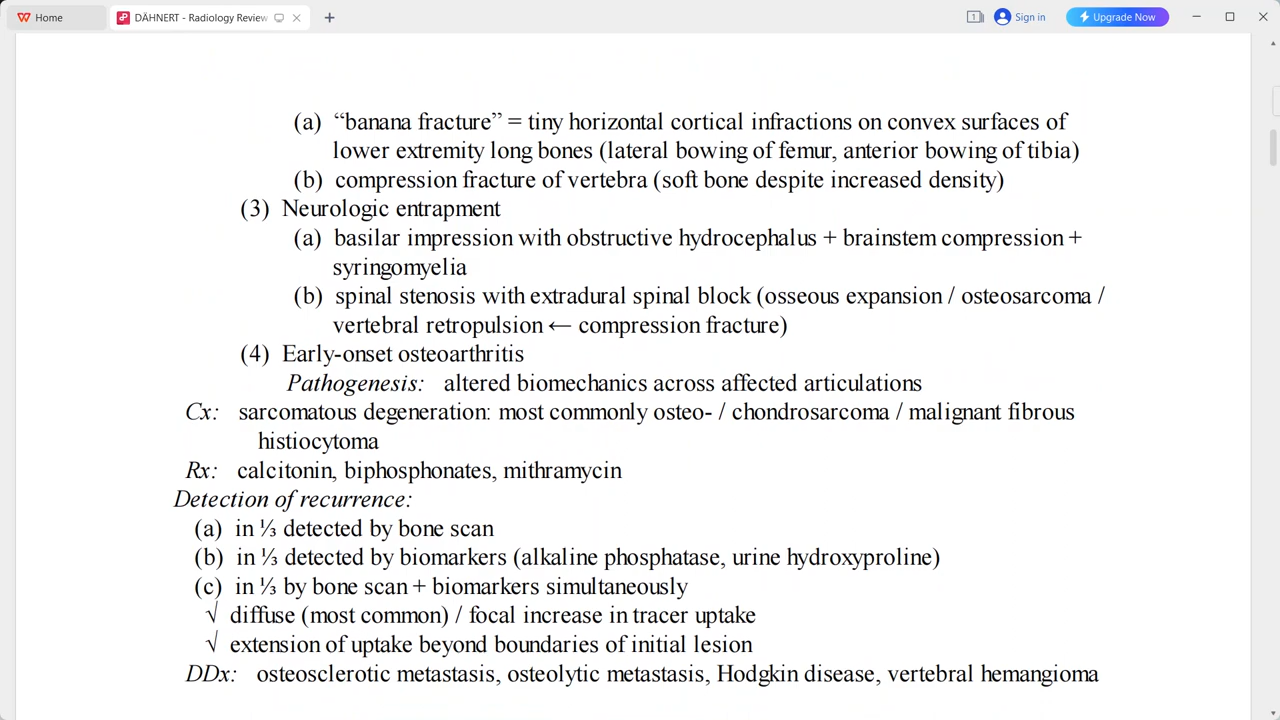 Home
DÄHNERT - Radiology Review
Sign in
Upgrade Now
(a) “banana fracture” = tiny horizontal cortical infractions on convex surfaces of
lower extremity long bones (lateral bowing of femur, anterior bowing of tibia)
(b) compression fracture of vertebra (soft bone despite increased density)
(3) Neurologic entrapment
(a) basilar impression with obstructive hydrocephalus + brainstem compression +
syringomyelia
(b) spinal stenosis with extradural spinal block (osseous expansion / osteosarcoma /
vertebral retropulsion ← compression fracture)
(4) Early-onset osteoarthritis
Pathogenesis: altered biomechanics across affected articulations
Cx: sarcomatous degeneration: most commonly osteo- / chondrosarcoma / malignant fibrous
histiocytoma
Rx: calcitonin, biphosphonates, mithramycin
Detection of recurrence:
(a) in ⅓ detected by bone scan
(b) in ⅓ detected by biomarkers (alkaline phosphatase, urine hydroxyproline)
(c) in ⅓ by bone scan + biomarkers simultaneously
√ diffuse (most common) / focal increase in tracer uptake
√ extension of uptake beyond boundaries of initial lesion
DDx: osteosclerotic metastasis, osteolytic metastasis, Hodgkin disease, vertebral hemangioma